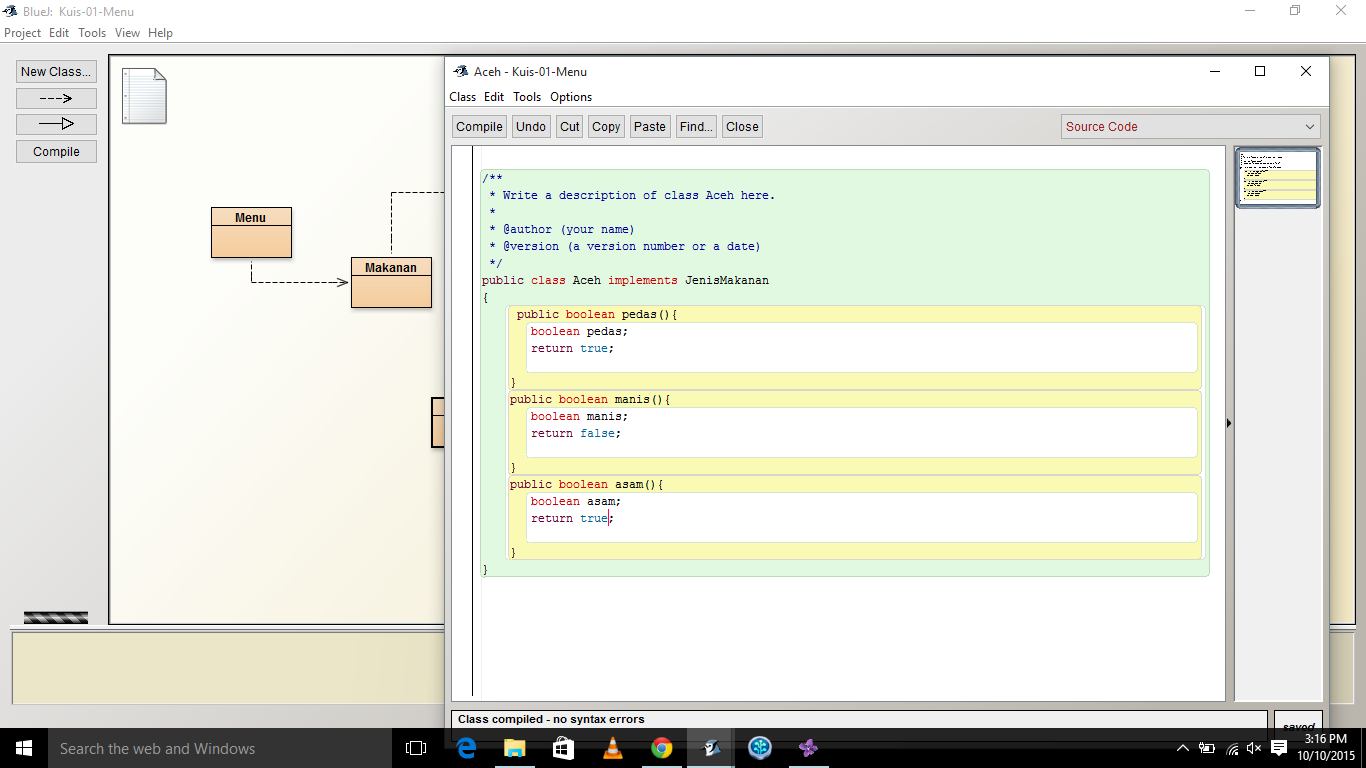 BlueJ: Kuis-01-Menu
Project Edit Tools View Help
New Class...
Compile
Menu
Makanan
Aceh - Kuis-01-Menu
Class Edit Tools Options
Compile Undo Cut Copy Paste Find... Close
Source Code
/**
* Write a description of class Aceh here.
*
* @author (your name)
* @version (a version number or a date)
*/
public class Aceh implements JenisMakanan
{
public boolean pedas(){
boolean pedas;
return true;
}
public boolean manis(){
boolean manis;
return false;
}
public boolean asam(){
boolean asam;
return true;
}
}
Class compiled - no syntax errors
saved
Search the web and Windows
3:16 PM
10/10/2015